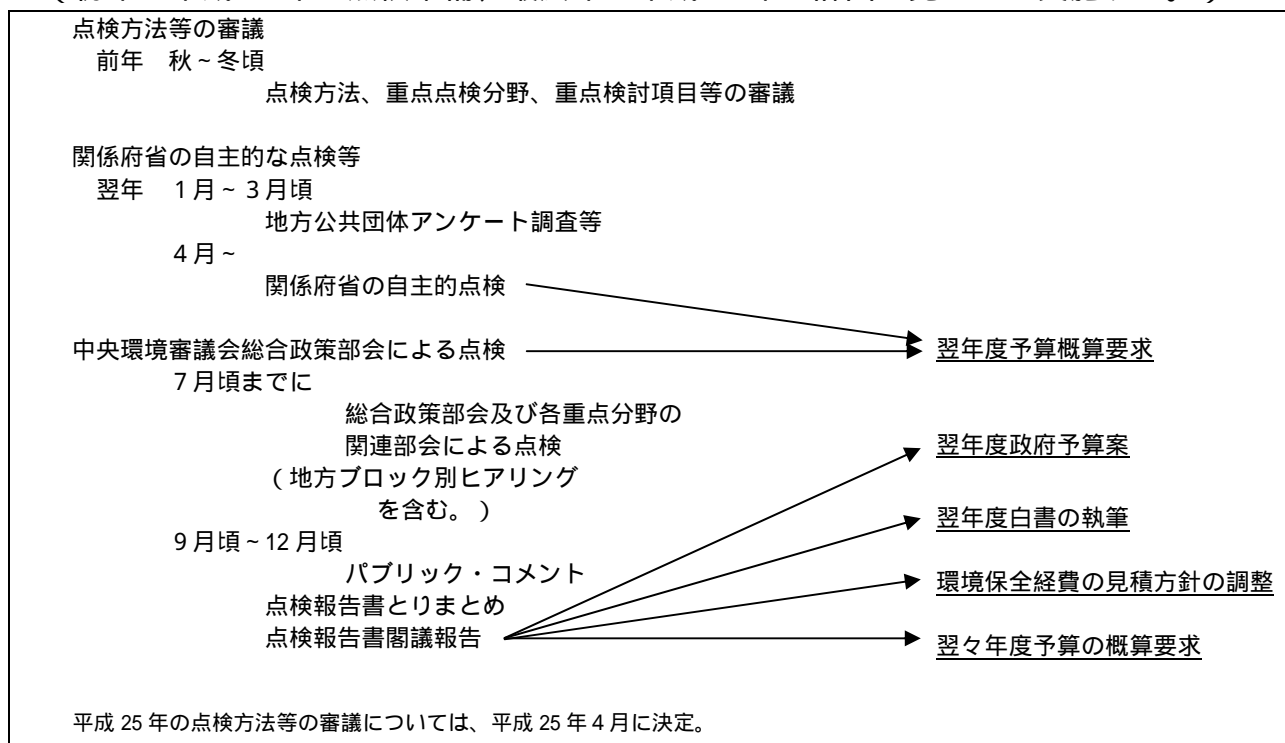 点検方法等の審議
前年 秋~冬頃
点検方法、重点点検分野、重点検討項目等の審議
関係府省の自主的な点検等
翌年 1月~3月頃
地方公共団体アンケート調査等
4月~
関係府省の自主的点検
中央環境審議会総合政策部会による点検
翌年度予算概算要求
7月頃までに
総合政策部会及び各重点分野の
関連部会による点検
翌年度政府予算案
(地方ブロック別ヒアリング
を含む。)
翌年度白書の執筆
9月頃~12月頃
パブリック・コメント
環境保全経費の見積方針の調整
点検報告書とりまとめ
点検報告書閣議報告
翌々年度予算の概算要求
平成25年の点検方法等の審議については、平成25年4月に決定。